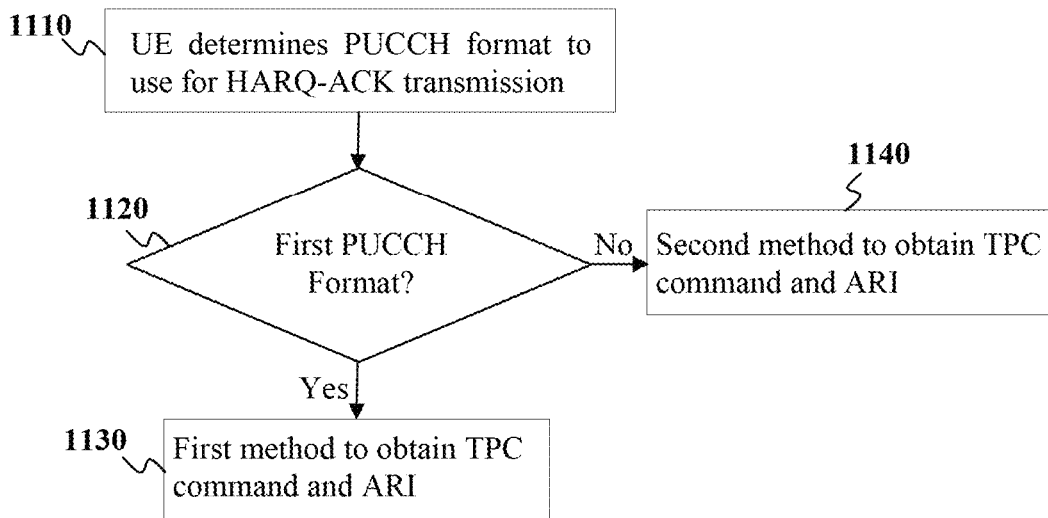 1110
UE determines PUCCH format to
use for HARQ-ACK transmission
1120
First PUCCH
Format?
No
1140
Second method to obtain TPC
command and ARI
Yes
1130
First method to obtain TPC
command and ARI